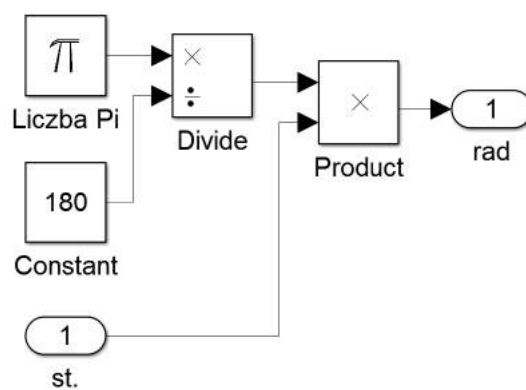 π
Liczba Pi
×
÷
Divide
×
Product
1
rad
180
Constant
1
st.